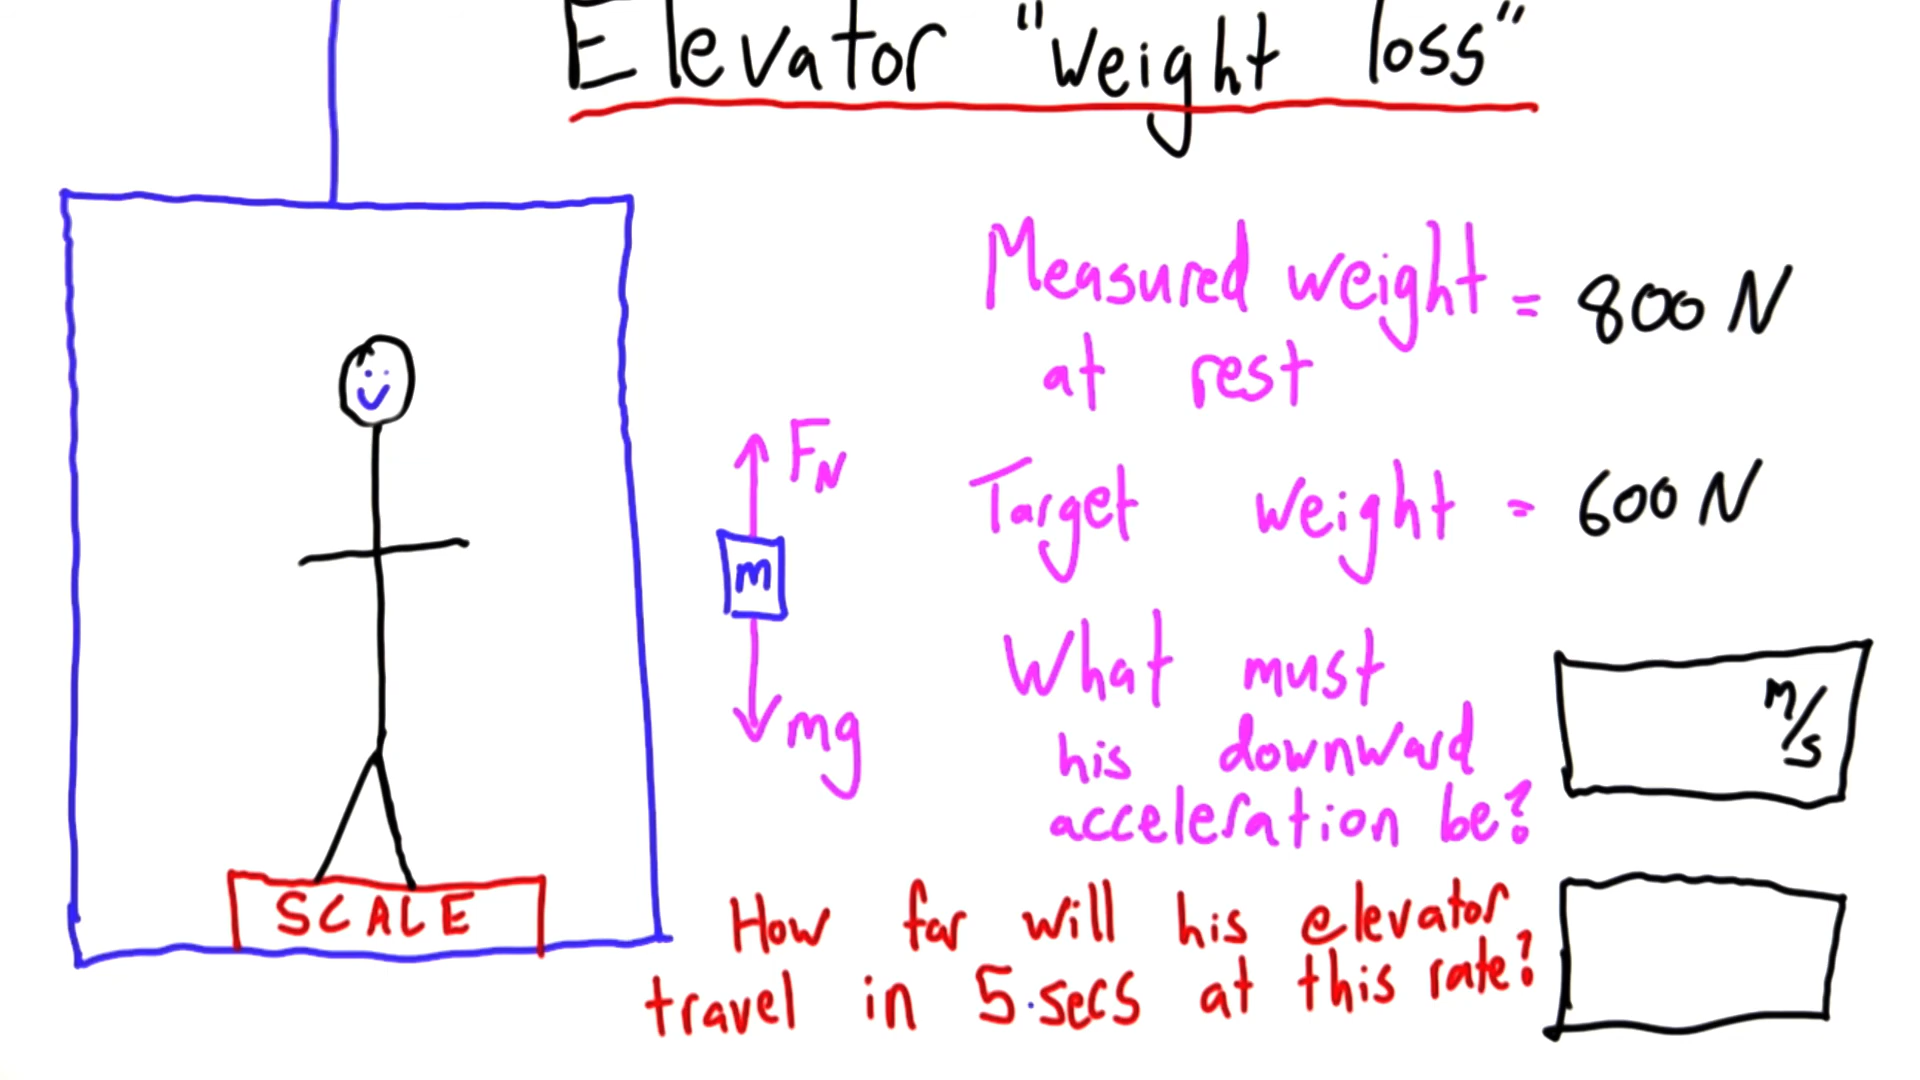 Elevator "weight loss"
Measured weight = 800 N
at rest
F_N
Target weight = 600 N
m
What must
his downward
acceleration be?
m/s
mg
SCALE
How far will his elevator
travel in 5 secs at this rate?